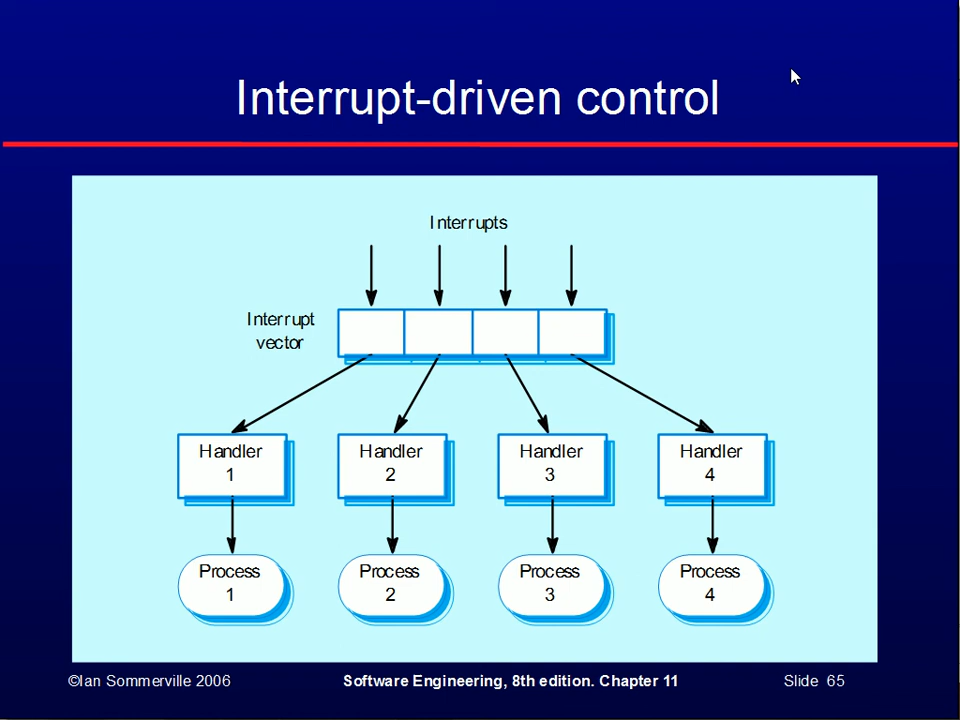 Interrupt-driven control
Interrupts
Interrupt
vector
Handler
1
Handler
2
Handler
3
Handler
4
Process
1
Process
2
Process
3
Process
4
©Ian Sommerville 2006
Software Engineering, 8th edition. Chapter 11
Slide 65